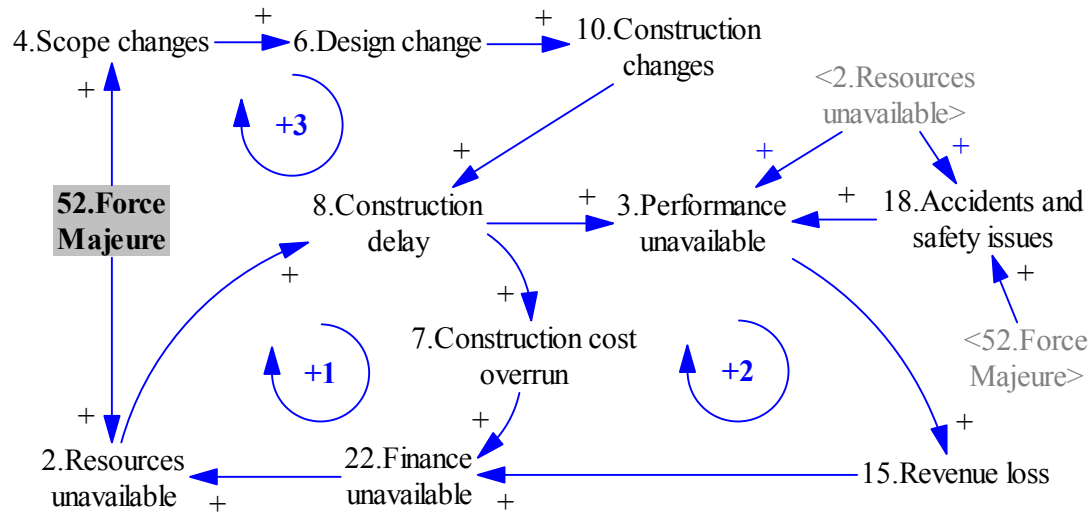 4.Scope changes
+
6.Design change
+
10.Construction
changes
+
+3
<2.Resources
unavailable>
+
+
+
52.Force
Majeure
8.Construction
delay
+
3.Performance
unavailable
+
18.Accidents and
safety issues
+
+
+
7.Construction cost
overrun
<52.Force
Majeure>
+1
+2
+
+
+
2.Resources
unavailable
+
22.Finance
unavailable
+
15.Revenue loss